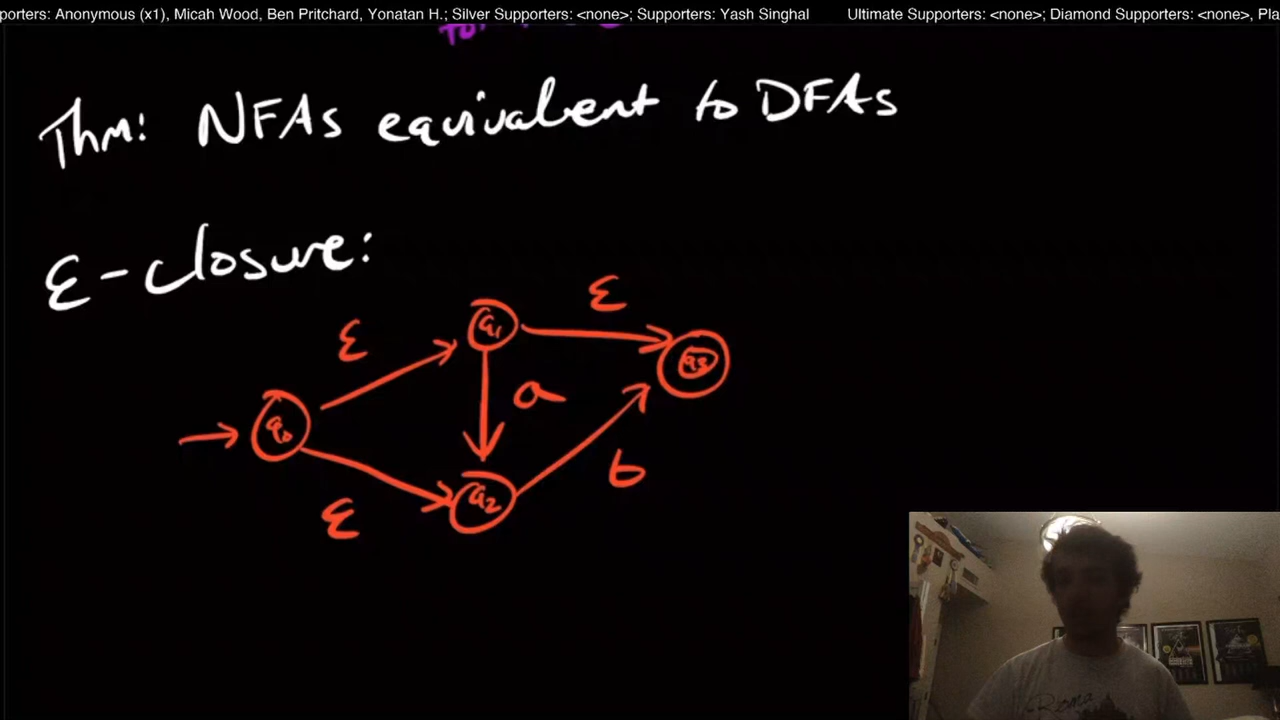 porters: Anonymous (x1), Micah Wood, Ben Pritchard, Yonatan H.; Silver Supporters: <none>; Supporters: Yash Singhal Ultimate Supporters: <none>; Diamond Supporters: <none>, Pla
Thm: NFAs equivalent to DFAs
ε-closure:
ε
q1
ε
q3
a
q0
b
q2
ε